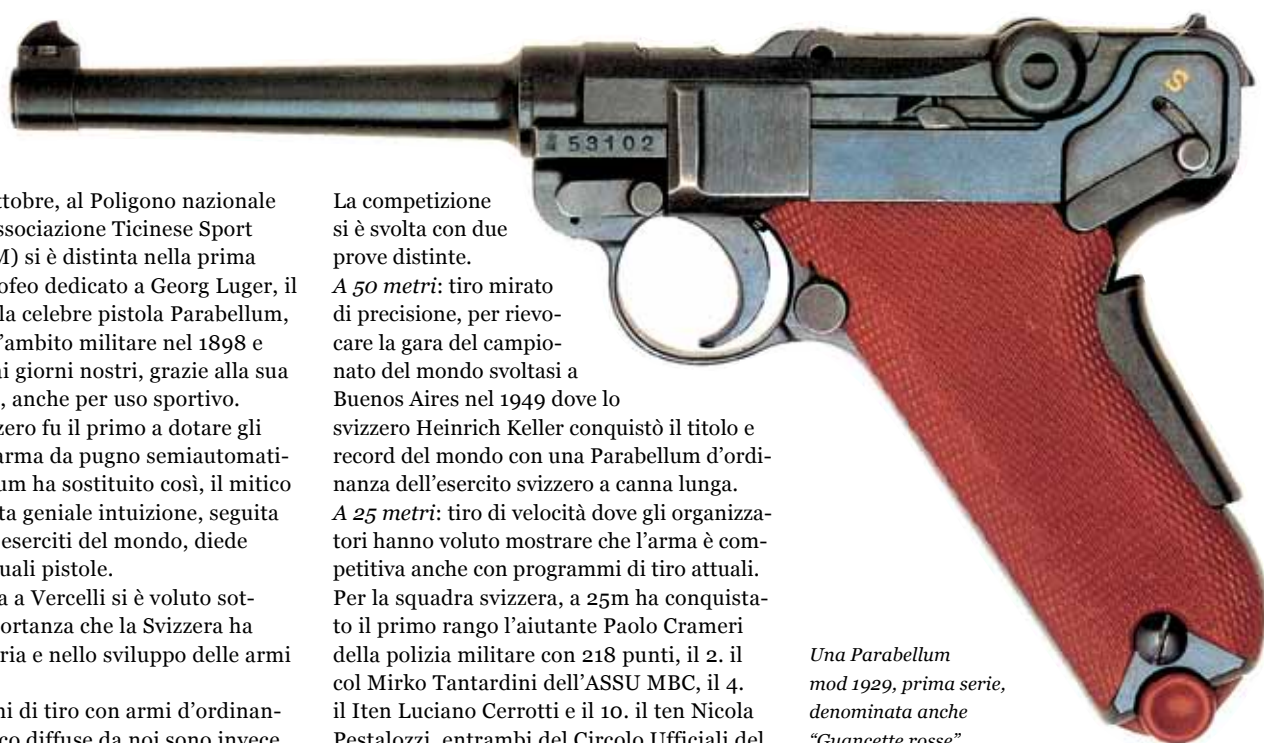 53102
S
ttobre, al Poligono nazionale
ssociazione Ticinese Sport
M) si è distinta nella prima
ofeo dedicato a Georg Luger, il
la celebre pistola Parabellum,
’ambito militare nel 1898 e
ai giorni nostri, grazie alla sua
, anche per uso sportivo.
zero fu il primo a dotare gli
arma da pugno semiautomati-
um ha sostituito così, il mitico
ta geniale intuizione, seguita
eserciti del mondo, diede
uali pistole.
a a Vercelli si è voluto sot-
portanza che la Svizzera ha
ria e nello sviluppo delle armi
ni di tiro con armi d’ordinan-
co diffuse da noi sono invece
La competizione
si è svolta con due
prove distinte.
A 50 metri: tiro mirato
di precisione, per rievo-
care la gara del campio-
nato del mondo svoltasi a
Buenos Aires nel 1949 dove lo
svizzero Heinrich Keller conquistò il titolo e
record del mondo con una Parabellum d’ordi-
nanza dell’esercito svizzero a canna lunga.
A 25 metri: tiro di velocità dove gli organizza-
tori hanno voluto mostrare che l’arma è com-
petitiva anche con programmi di tiro attuali.
Per la squadra svizzera, a 25m ha conquista-
to il primo rango l’aiutante Paolo Crameri
della polizia militare con 218 punti, il 2. il
col Mirko Tantardini dell’ASSU MBC, il 4.
il Iten Luciano Cerrotti e il 10. il ten Nicola
Pestalozzi, entrambi del Circolo Ufficiali del
Una Parabellum
mod 1929, prima serie,
denominata anche
“Guancette rosse”